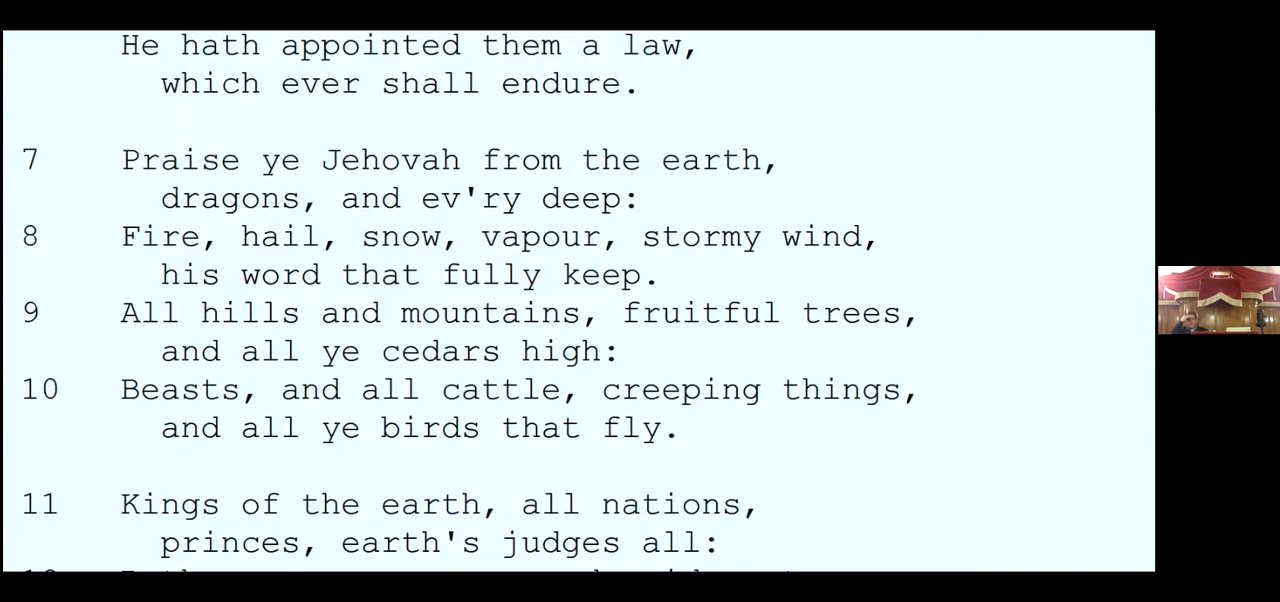 He hath appointed them a law,
which ever shall endure.
7 Praise ye Jehovah from the earth,
dragons, and ev'ry deep:
8 Fire, hail, snow, vapour, stormy wind,
his word that fully keep.
9 All hills and mountains, fruitful trees,
and all ye cedars high:
10 Beasts, and all cattle, creeping things,
and all ye birds that fly.
11 Kings of the earth, all nations,
princes, earth's judges all: